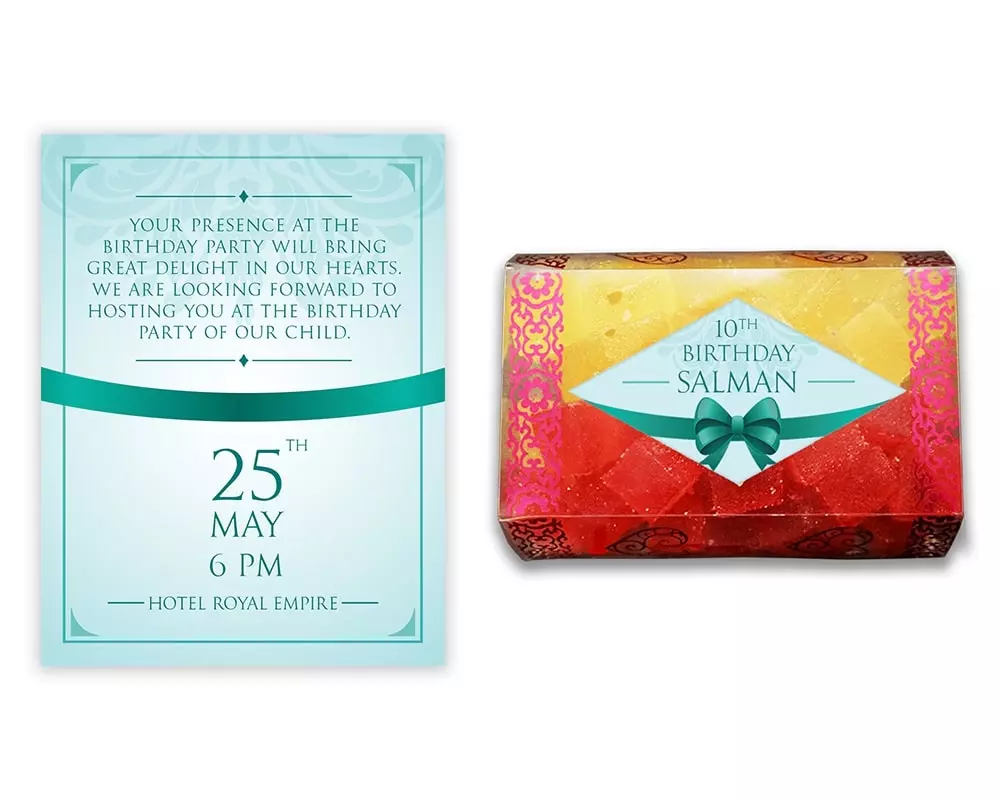 YOUR PRESENCE AT THE
BIRTHDAY PARTY WILL BRING
GREAT DELIGHT IN OUR HEARTS.
WE ARE LOOKING FORWARD TO
HOSTING YOU AT THE BIRTHDAY
PARTY OF OUR CHILD.
25TH
MAY
6 PM
HOTEL ROYAL EMPIRE
10TH
BIRTHDAY
SALMAN